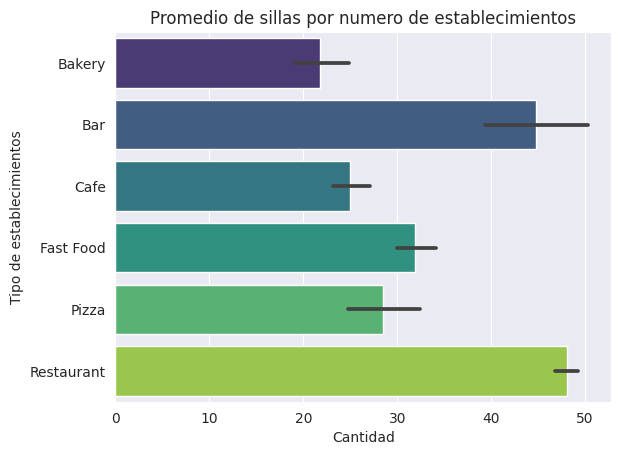 Promedio de sillas por numero de establecimientos
Tipo de establecimientos
Bakery
Bar
Cafe
Fast Food
Pizza
Restaurant
0 10 20 30 40 50
Cantidad